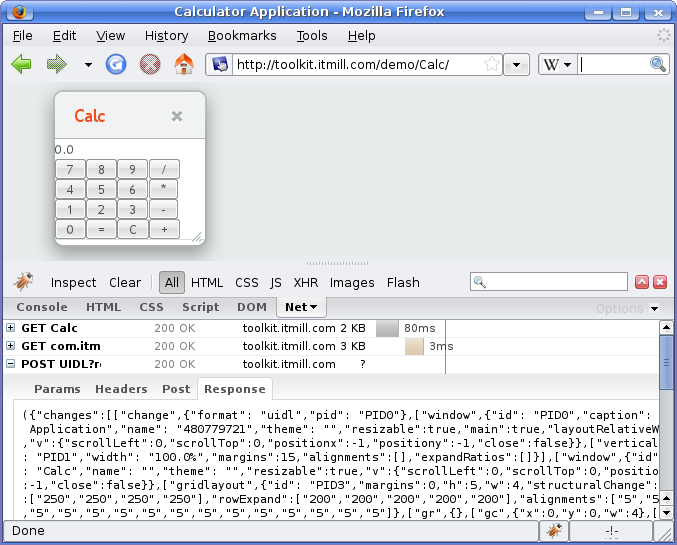 Calculator Application - Mozilla Firefox
File Edit View History Bookmarks Tools Help
http://toolkit.itmill.com/demo/Calc/ W
Calc
0.0
7 8 9 /
4 5 6 *
1 2 3 -
0 = C +
Inspect Clear All HTML CSS JS XHR Images Flash
Console HTML CSS Script DOM Net Options
GET Calc 200 OK toolkit.itmill.com 2 KB 80ms
GET com.itm 200 OK toolkit.itmill.com 3 KB 3ms
POST UIDL?r 200 OK toolkit.itmill.com ?
Params Headers Post Response
({"changes":[["change",{"format": "uidl","pid": "PID0"},["window",{"id": "PID0","caption":
Application","name": "480779721","theme": "","resizable":true,"main":true,"layoutRelativeW
,"v":{"scrollLeft":0,"scrollTop":0,"positionx":-1,"positiony":-1,"close":false}},["vertical
: "PID1","width": "100.0%","margins":15,"alignments":[],"expandRatios":[]}],["window",{"id"
: "Calc","name": "","theme": "","resizable":true,"v":{"scrollLeft":0,"scrollTop":0,"position
:-1,"close":false}},["gridlayout",{"id": "PID3","margins":0,"h":5,"w":4,"structuralChange":
:["250","250","250","250"],"rowExpand":["200","200","200","200","200"],"alignments":["5","5
,"5","5","5","5","5","5","5","5","5","5","5","5","5","5"]},["gr",{},["gc",{"x":0,"y":0,"w":4},[
Done